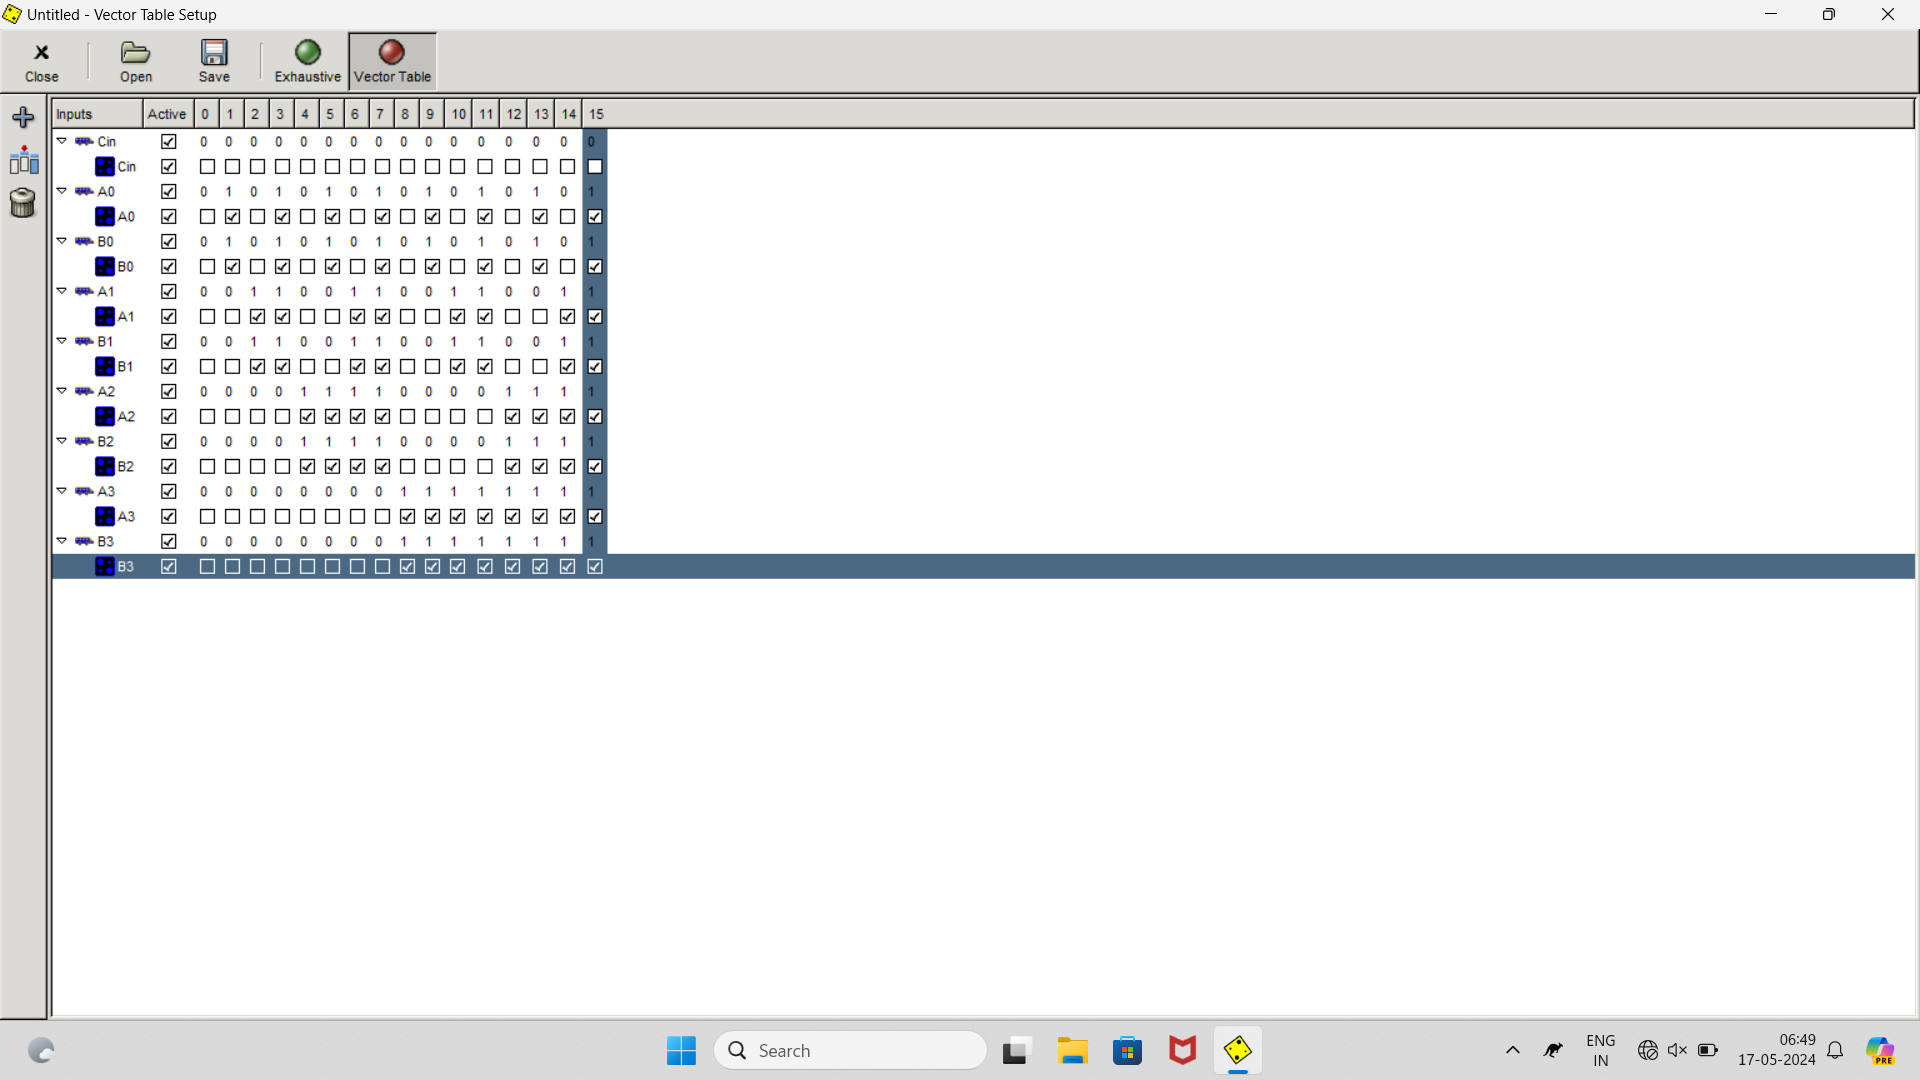 Untitled - Vector Table Setup
Close Open Save Exhaustive Vector Table
Inputs Active 0 1 2 3 4 5 6 7 8 9 10 11 12 13 14 15
Cin 0 0 0 0 0 0 0 0 0 0 0 0 0 0 0 0
Cin
A0 0 1 0 1 0 1 0 1 0 1 0 1 0 1 0 1
A0
B0 0 1 0 1 0 1 0 1 0 1 0 1 0 1 0 1
B0
A1 0 0 1 1 0 0 1 1 0 0 1 1 0 0 1 1
A1
B1 0 0 1 1 0 0 1 1 0 0 1 1 0 0 1 1
B1
A2 0 0 0 0 1 1 1 1 0 0 0 0 1 1 1 1
A2
B2 0 0 0 0 1 1 1 1 0 0 0 0 1 1 1 1
B2
A3 0 0 0 0 0 0 0 0 1 1 1 1 1 1 1 1
A3
B3 0 0 0 0 0 0 0 0 1 1 1 1 1 1 1 1
B3
Search
ENG
IN
06:49
17-05-2024
PRE